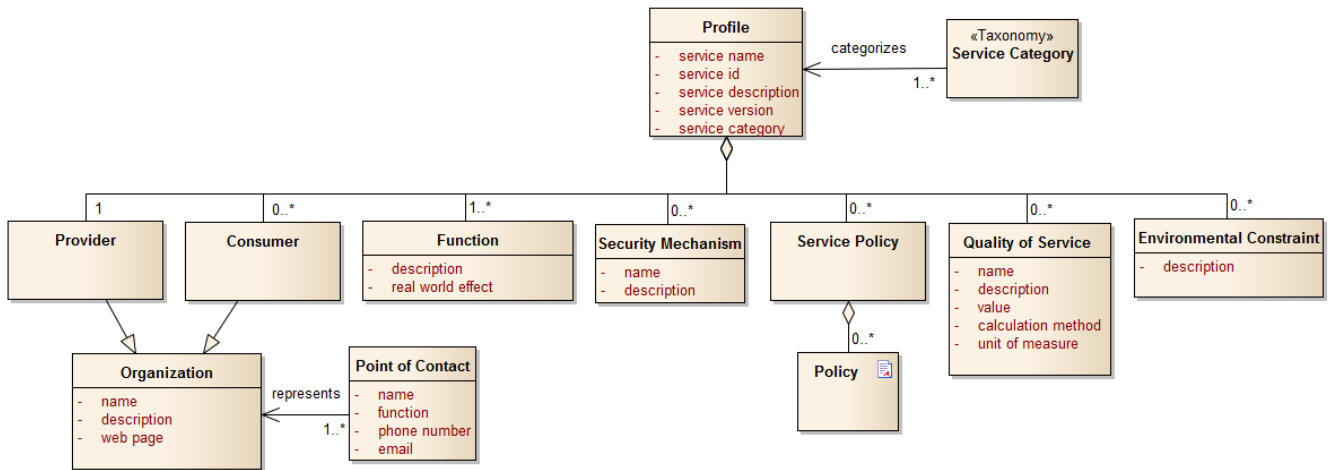 Profile
- service name
- service id
- service description
- service version
- service category
categorizes
1..*
«Taxonomy»
Service Category
1
0..*
1..*
0..*
0..*
0..*
0..*
Provider
Consumer
Function
- description
- real world effect
Security Mechanism
- name
- description
Service Policy
Quality of Service
- name
- description
- value
- calculation method
- unit of measure
Environmental Constraint
- description
0..*
Policy
Organization
- name
- description
- web page
represents
1..*
Point of Contact
- name
- function
- phone number
- email